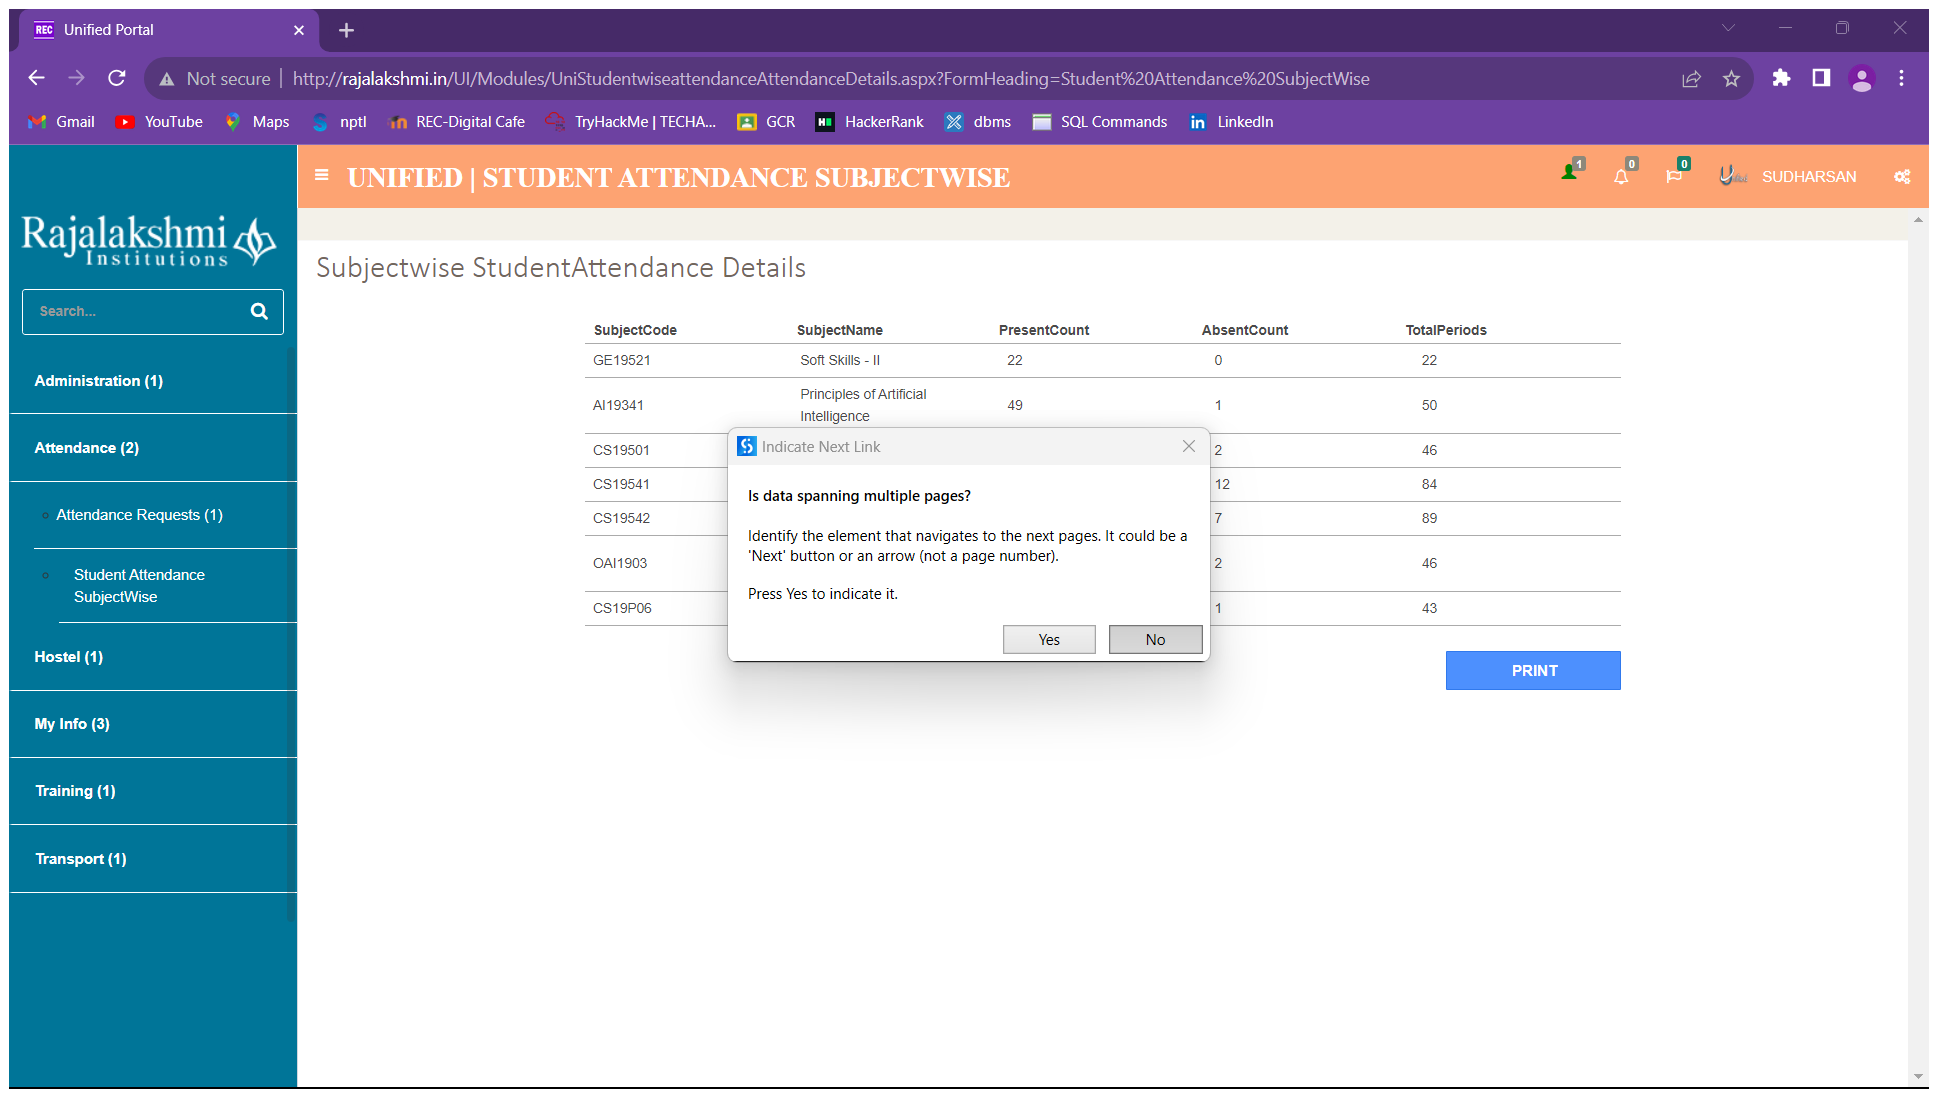 REC Unified Portal
Not secure | http://rajalakshmi.in/UI/Modules/UniStudentwiseattendanceAttendanceDetails.aspx?FormHeading=Student%20Attendance%20SubjectWise
Gmail YouTube Maps nptl REC-Digital Cafe TryHackMe | TECHA... GCR HackerRank dbms SQL Commands LinkedIn
UNIFIED | STUDENT ATTENDANCE SUBJECTWISE
1 0 0 SUDHARSAN
Rajalakshmi
Institutions
Search...
Administration (1)
Attendance (2)
Attendance Requests (1)
Student Attendance
SubjectWise
Hostel (1)
My Info (3)
Training (1)
Transport (1)
Subjectwise StudentAttendance Details
SubjectCode SubjectName PresentCount AbsentCount TotalPeriods
GE19521 Soft Skills - II 22 0 22
AI19341 Principles of Artificial Intelligence 49 1 50
CS19501 2 46
CS19541 12 84
CS19542 7 89
OAI1903 2 46
CS19P06 1 43
Indicate Next Link
Is data spanning multiple pages?
Identify the element that navigates to the next pages. It could be a
'Next' button or an arrow (not a page number).
Press Yes to indicate it.
Yes No
PRINT